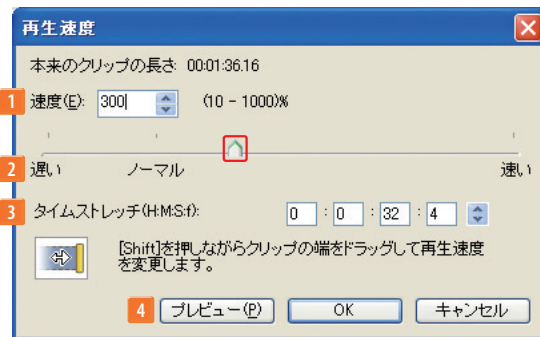 再生速度
本来のクリップの長さ: 00:01:36.16
1 速度(E): 300 (10 - 1000)%
2 遅い ノーマル 速い
3 タイムストレッチ(H:M:S:f): 0 : 0 : 32 : 4
[Shift]を押しながらクリップの端をドラッグして再生速度
を変更します。
4 プレビュー(P) OK キャンセル